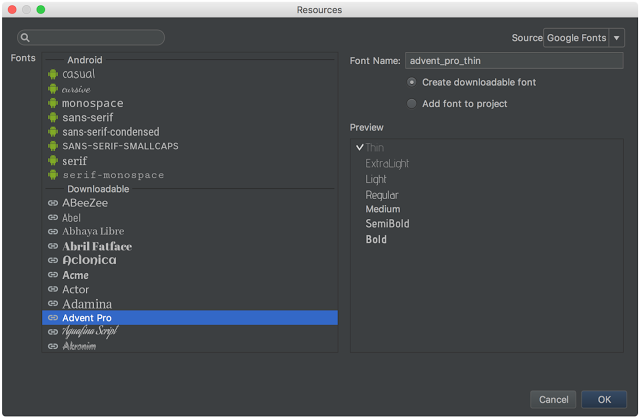 Resources
Source Google Fonts
Fonts
Android
casual
cursive
monospace
sans-serif
sans-serif-condensed
SANS-SERIF-SMALLCAPS
serif
serif-monospace
Downloadable
ABeeZee
Abel
Abhaya Libre
Abril Fatface
Aclonica
Acme
Actor
Adamina
Advent Pro
Aguafina Script
Akronim
Font Name: advent_pro_thin
Create downloadable font
Add font to project
Preview
Thin
ExtraLight
Light
Regular
Medium
SemiBold
Bold
Cancel
OK